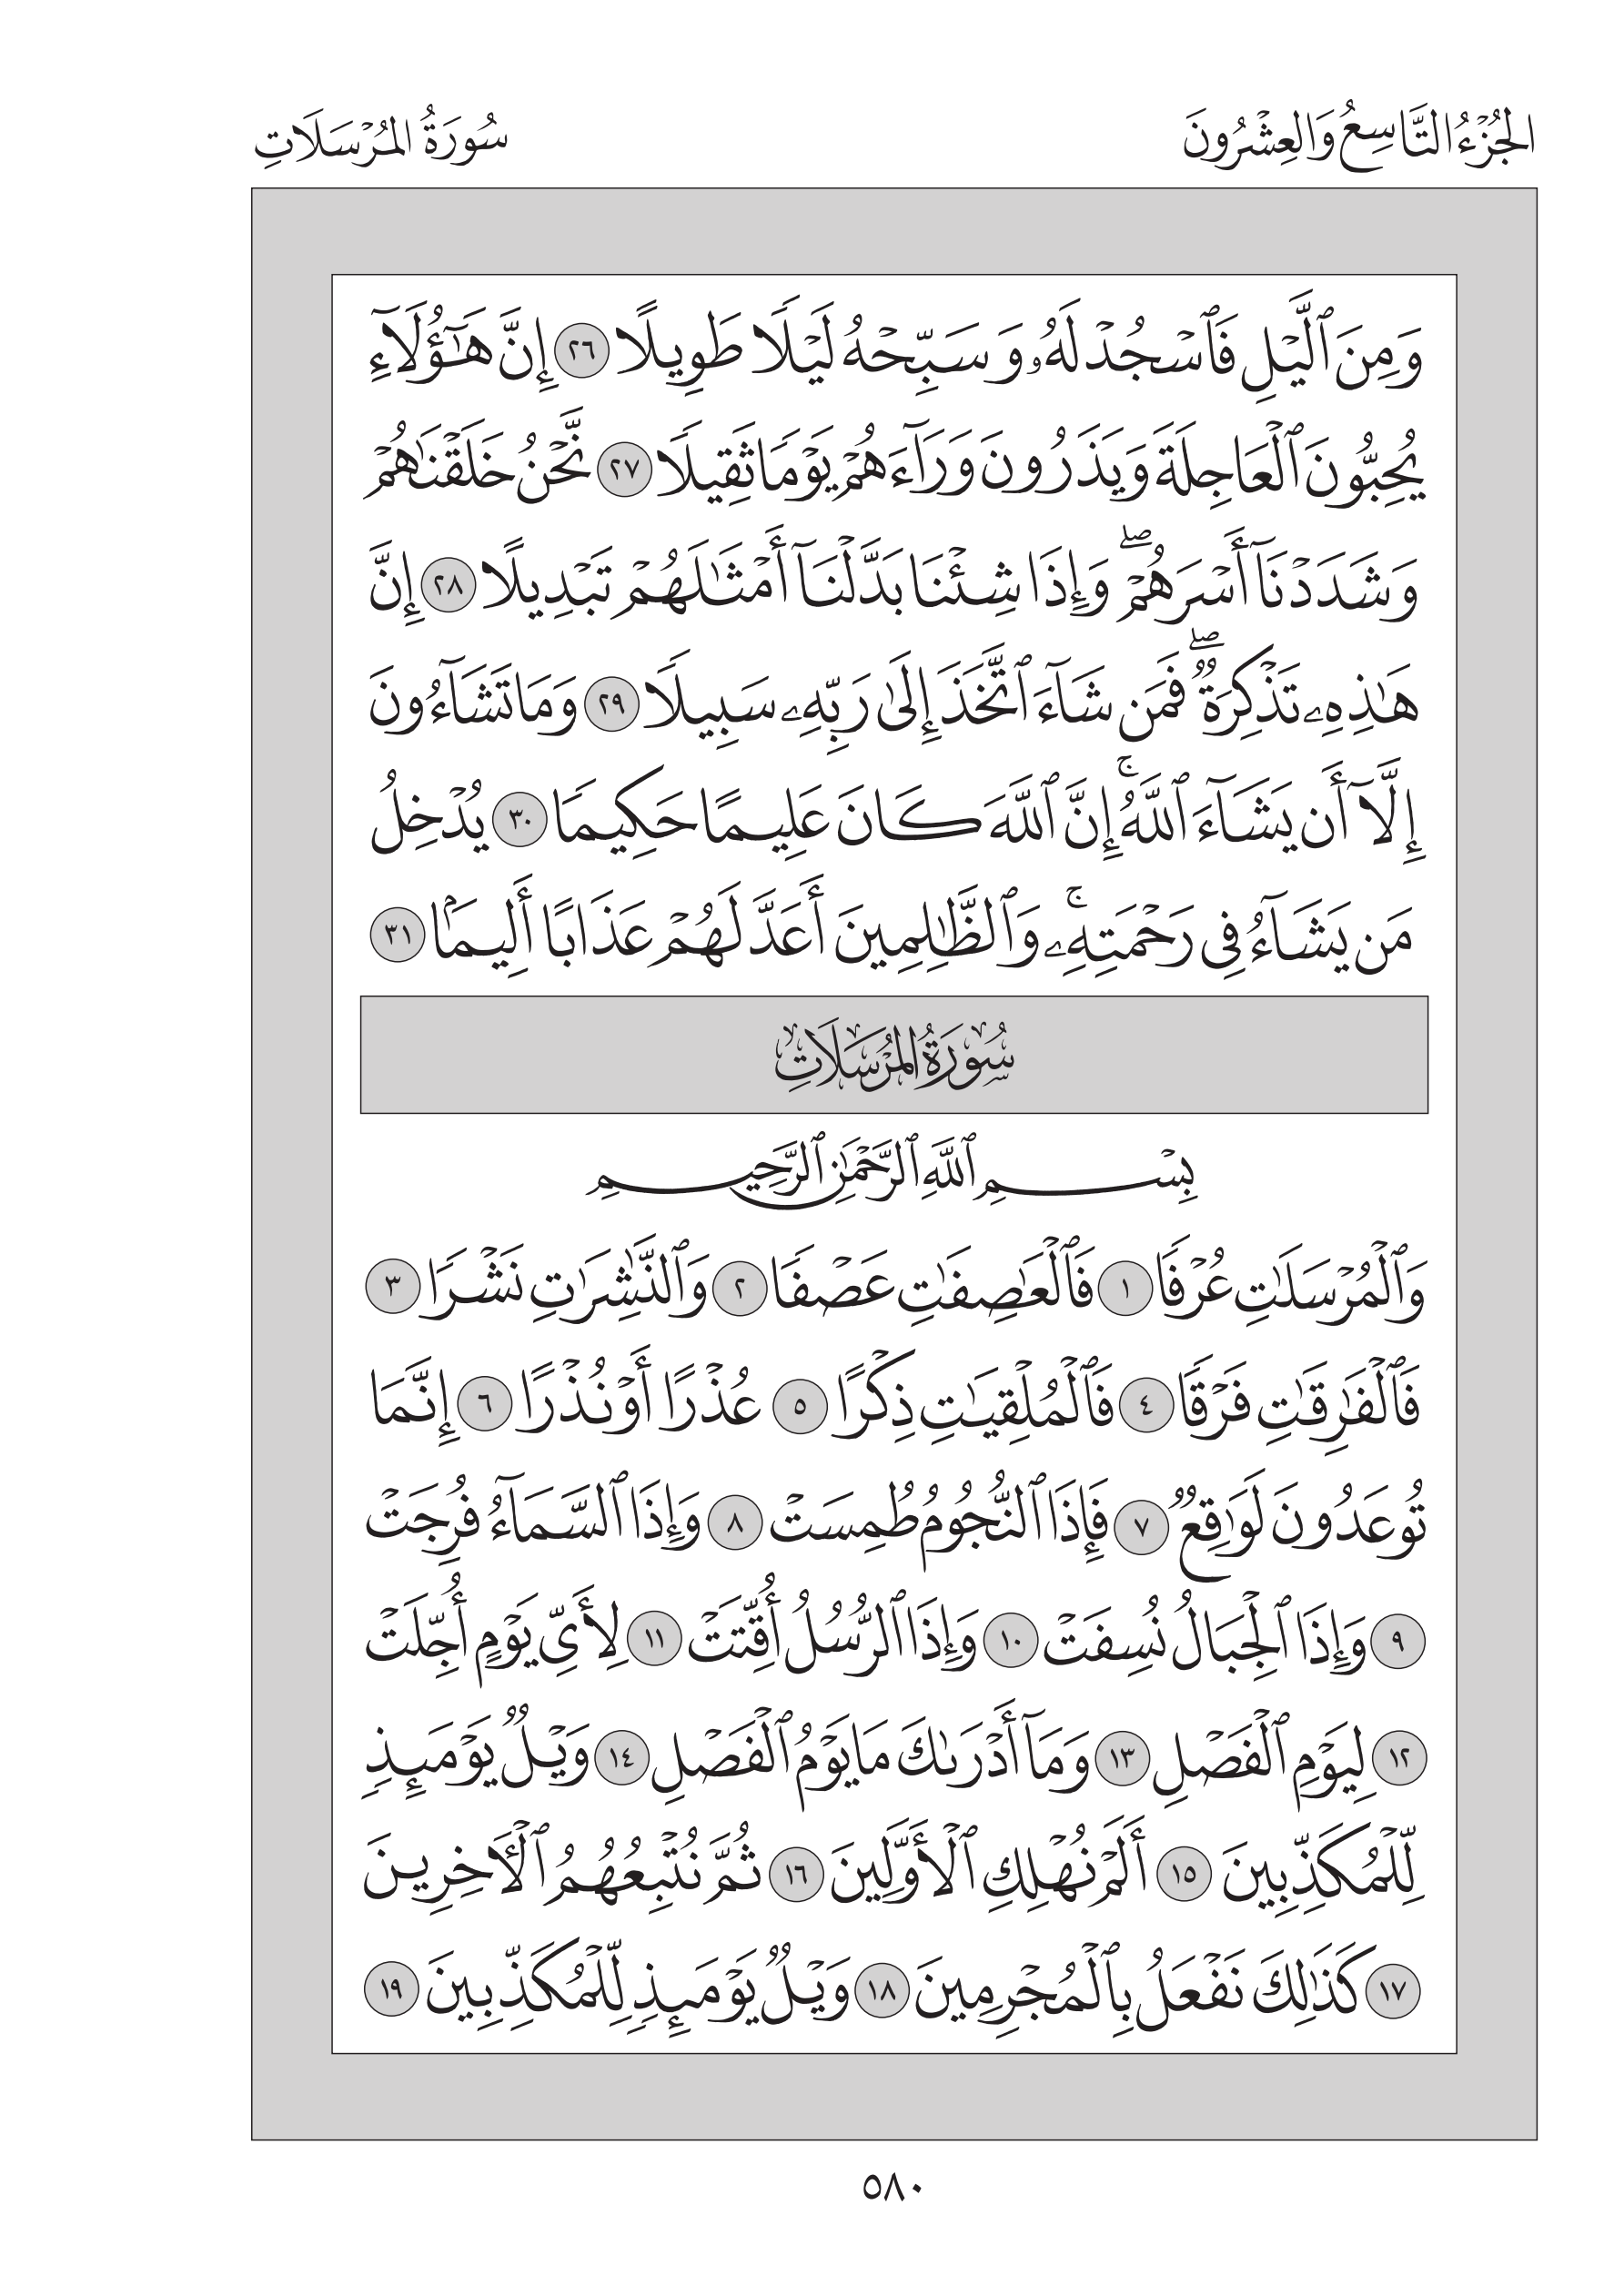 الجُزْءُ التَّاسِعُ وَالعِشْرُونَ
سُورَةُ المُرْسَلَاتِ
وَمِنَ ٱلَّيْلِ فَٱسْجُدْ لَهُۥ وَسَبِّحْهُ لَيْلًا طَوِيلًا ٢٦ إِنَّ هَٰٓؤُلَآءِ
يُحِبُّونَ ٱلْعَاجِلَةَ وَيَذَرُونَ وَرَآءَهُمْ يَوْمًا ثَقِيلًا ٢٧ نَّحْنُ خَلَقْنَٰهُمْ
وَشَدَدْنَآ أَسْرَهُمْۖ وَإِذَا شِئْنَا بَدَّلْنَآ أَمْثَٰلَهُمْ تَبْدِيلًا ٢٨ إِنَّ
هَٰذِهِۦ تَذْكِرَةٌۖ فَمَن شَآءَ ٱتَّخَذَ إِلَىٰ رَبِّهِۦ سَبِيلًا ٢٩ وَمَا تَشَآءُونَ
إِلَّآ أَن يَشَآءَ ٱللَّهُۚ إِنَّ ٱللَّهَ كَانَ عَلِيمًا حَكِيمًا ٣٠ يُدْخِلُ
مَن يَشَآءُ فِى رَحْمَتِهِۦۚ وَٱلظَّٰلِمِينَ أَعَدَّ لَهُمْ عَذَابًا أَلِيمًۢا ٣١
سُورَةُ المُرْسَلَاتِ
بِسْمِ ٱللَّهِ ٱلرَّحْمَٰنِ ٱلرَّحِيمِ
وَٱلْمُرْسَلَٰتِ عُرْفًا ١ فَٱلْعَٰصِفَٰتِ عَصْفًا ٢ وَٱلنَّٰشِرَٰتِ نَشْرًا ٣
فَٱلْفَٰرِقَٰتِ فَرْقًا ٤ فَٱلْمُلْقِيَٰتِ ذِكْرًا ٥ عُذْرًا أَوْ نُذْرًا ٦ إِنَّمَا
تُوعَدُونَ لَوَٰقِعٌ ٧ فَإِذَا ٱلنُّجُومُ طُمِسَتْ ٨ وَإِذَا ٱلسَّمَآءُ فُرِجَتْ
٩ وَإِذَا ٱلْجِبَالُ نُسِفَتْ ١٠ وَإِذَا ٱلرُّسُلُ أُقِّتَتْ ١١ لِأَىِّ يَوْمٍ أُجِّلَتْ
١٢ لِيَوْمِ ٱلْفَصْلِ ١٣ وَمَآ أَدْرَىٰكَ مَا يَوْمُ ٱلْفَصْلِ ١٤ وَيْلٌ يَوْمَئِذٍ
لِّلْمُكَذِّبِينَ ١٥ أَلَمْ نُهْلِكِ ٱلْأَوَّلِينَ ١٦ ثُمَّ نُتْبِعُهُمُ ٱلْءَاخِرِينَ
١٧ كَذَٰلِكَ نَفْعَلُ بِٱلْمُجْرِمِينَ ١٨ وَيْلٌ يَوْمَئِذٍ لِّلْمُكَذِّبِينَ ١٩
٥٨٠